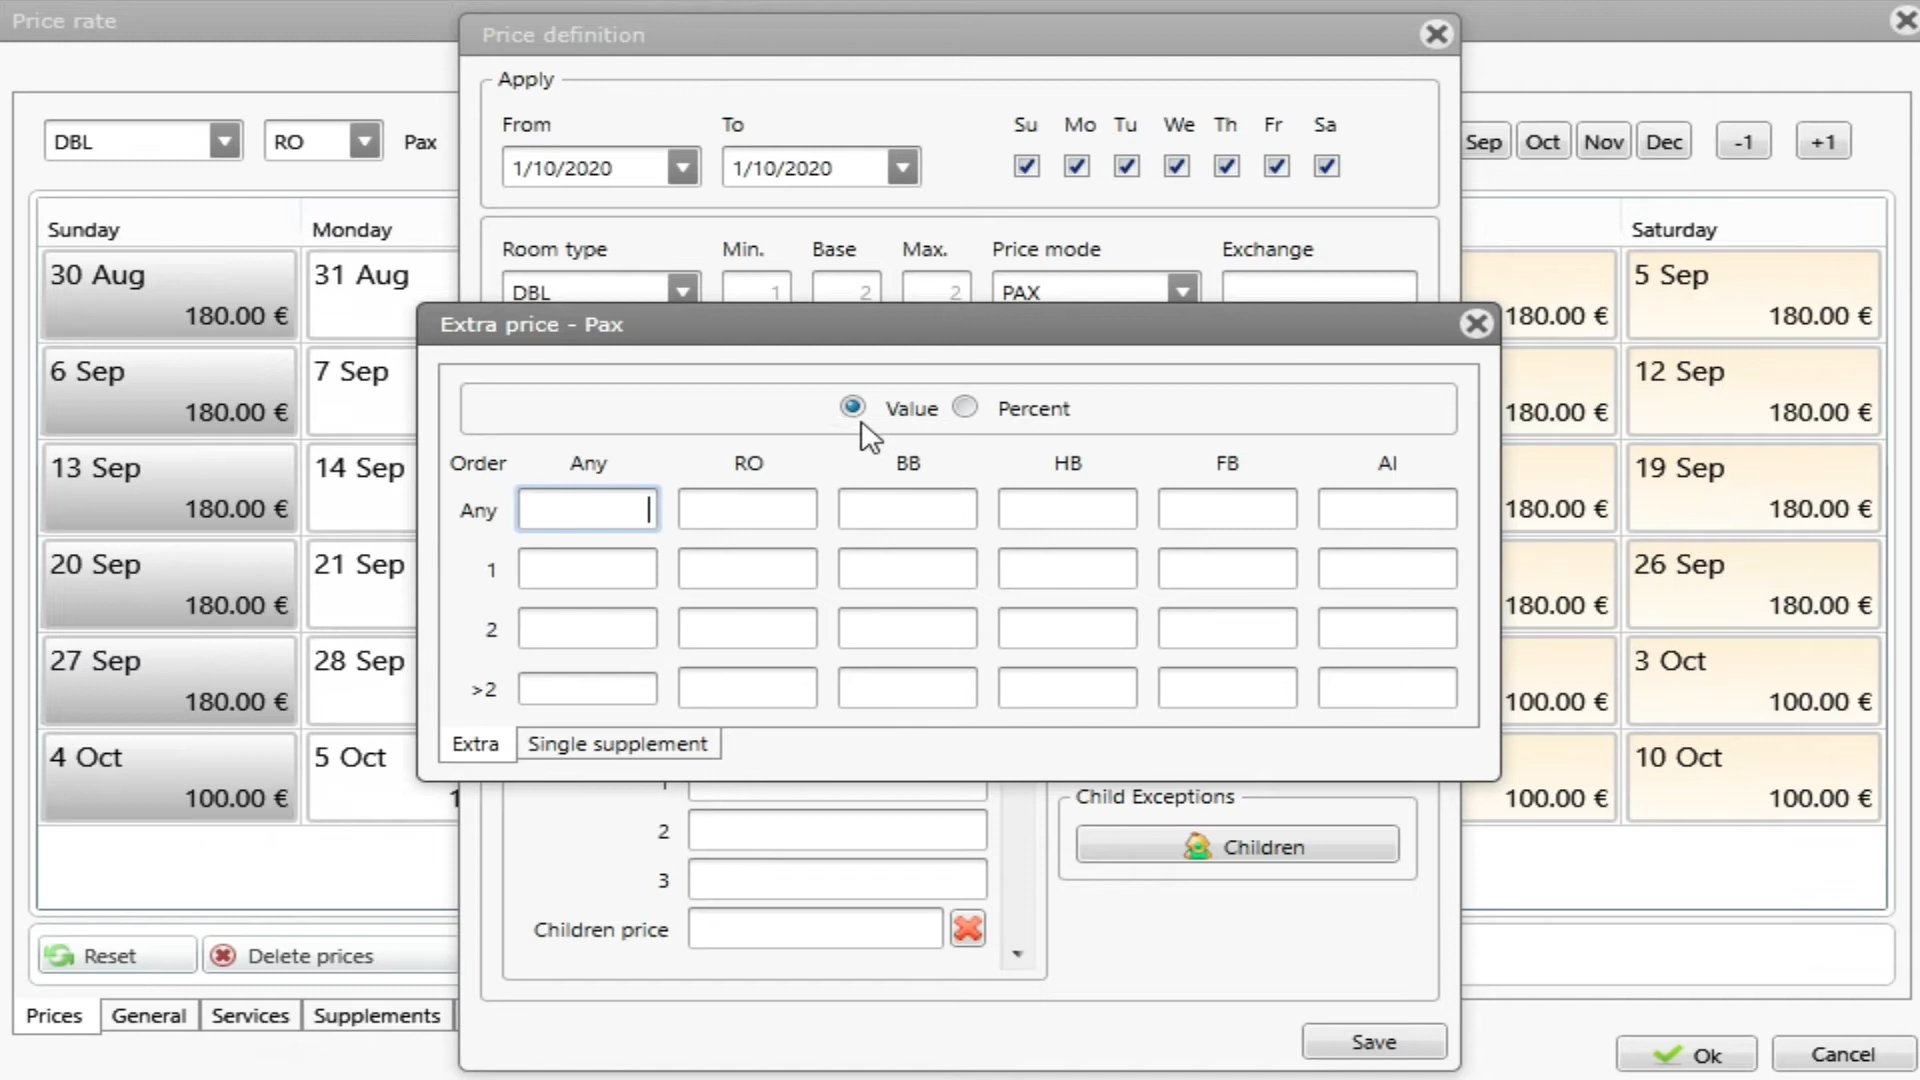 Price rate
Price definition
Apply
From To Su Mo Tu We Th Fr Sa
DBL RO Pax 1/10/2020 1/10/2020 Sep Oct Nov Dec -1 +1
Sunday Monday Saturday
Room type Min. Base Max. Price mode Exchange
30 Aug 31 Aug DBL 1 2 2 PAX 5 Sep
180.00 € 180.00 € 180.00 €
Extra price - Pax
6 Sep 7 Sep 12 Sep
180.00 € 180.00 € 180.00 €
Value Percent
Order Any RO BB HB FB AI
13 Sep 14 Sep 19 Sep
180.00 € Any 180.00 € 180.00 €
20 Sep 21 Sep 1 26 Sep
180.00 € 180.00 € 180.00 €
2
27 Sep 28 Sep 3 Oct
180.00 € >2 100.00 € 100.00 €
Extra Single supplement
4 Oct 5 Oct 10 Oct
100.00 € 1 100.00 € 100.00 €
Child Exceptions
2 Children
3
Children price
Reset Delete prices
Prices General Services Supplements
Save
Ok Cancel